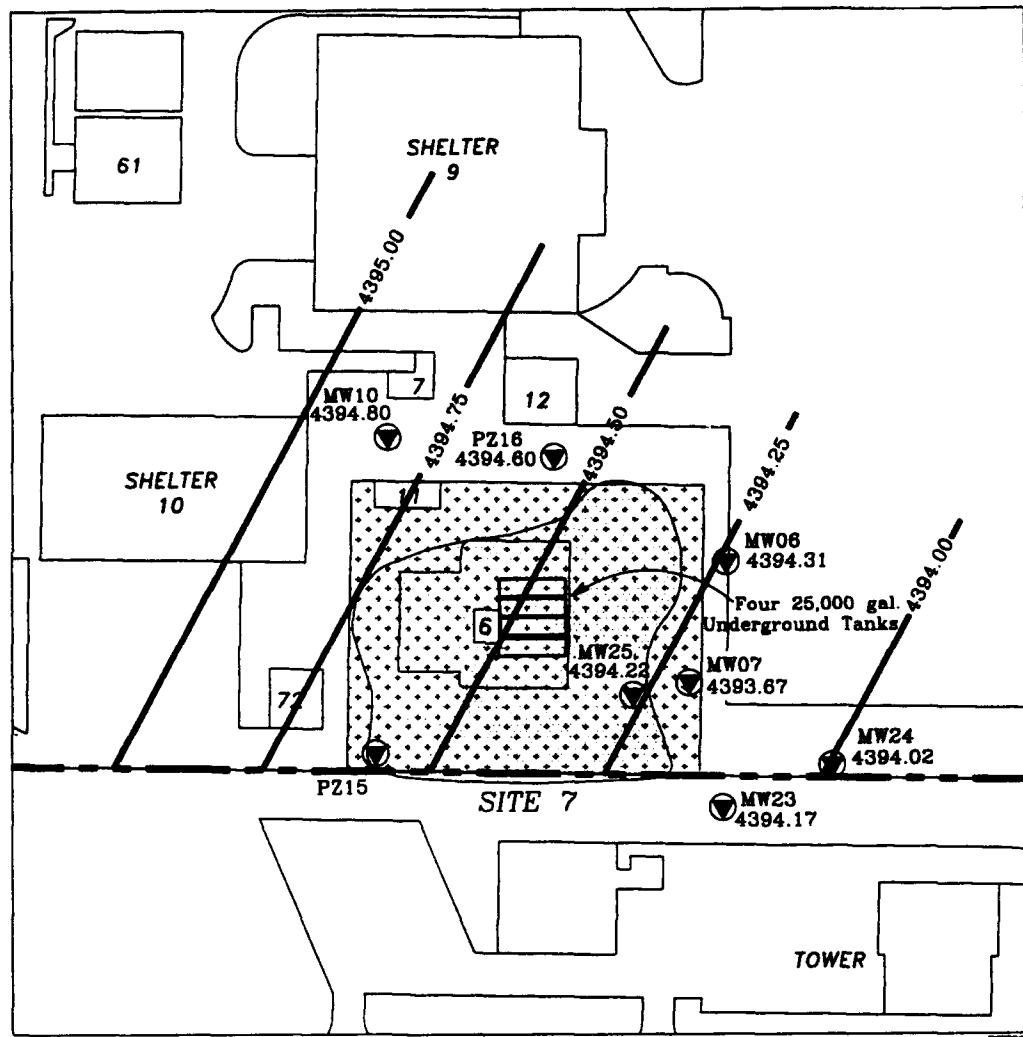 SHELTER
9
61
4395.00
7
MW10
4394.80
12
4394.75
PZ16
4394.60
4394.50
4394.25
SHELTER
10
11
MW06
4394.31
4394.00
Four 25,000 gal.
Underground Tanks
6
MW25
4394.22
MW07
4393.67
72
MW24
4394.02
PZ15
SITE 7
MW23
4394.17
TOWER